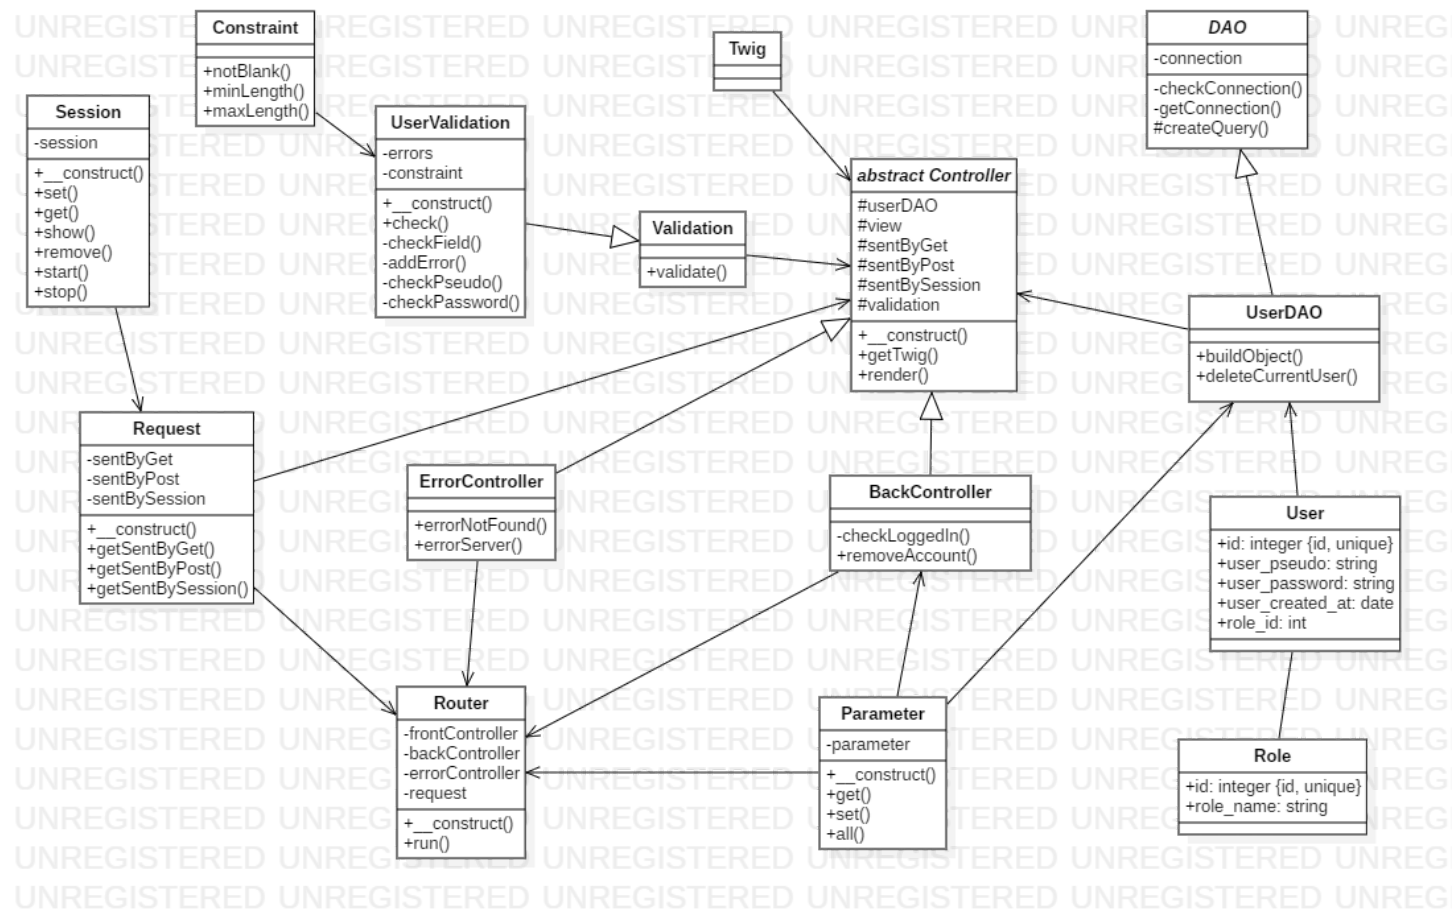 Constraint
+notBlank()
+minLength()
+maxLength()
Twig
DAO
-connection
-checkConnection()
-getConnection()
#createQuery()
Session
-session
+__construct()
+set()
+get()
+show()
+remove()
+start()
+stop()
UserValidation
-errors
-constraint
+__construct()
+check()
-checkField()
-addError()
-checkPseudo()
-checkPassword()
Validation
+validate()
abstract Controller
#userDAO
#view
#sentByGet
#sentByPost
#sentBySession
#validation
+__construct()
+getTwig()
+render()
UserDAO
+buildObject()
+deleteCurrentUser()
Request
-sentByGet
-sentByPost
-sentBySession
+__construct()
+getSentByGet()
+getSentByPost()
+getSentBySession()
ErrorController
+errorNotFound()
+errorServer()
BackController
-checkLoggedIn()
+removeAccount()
User
+id: integer {id, unique}
+user_pseudo: string
+user_password: string
+user_created_at: date
+role_id: int
Router
-frontController
-backController
-errorController
-request
+__construct()
+run()
Parameter
-parameter
+__construct()
+get()
+set()
+all()
Role
+id: integer {id, unique}
+role_name: string